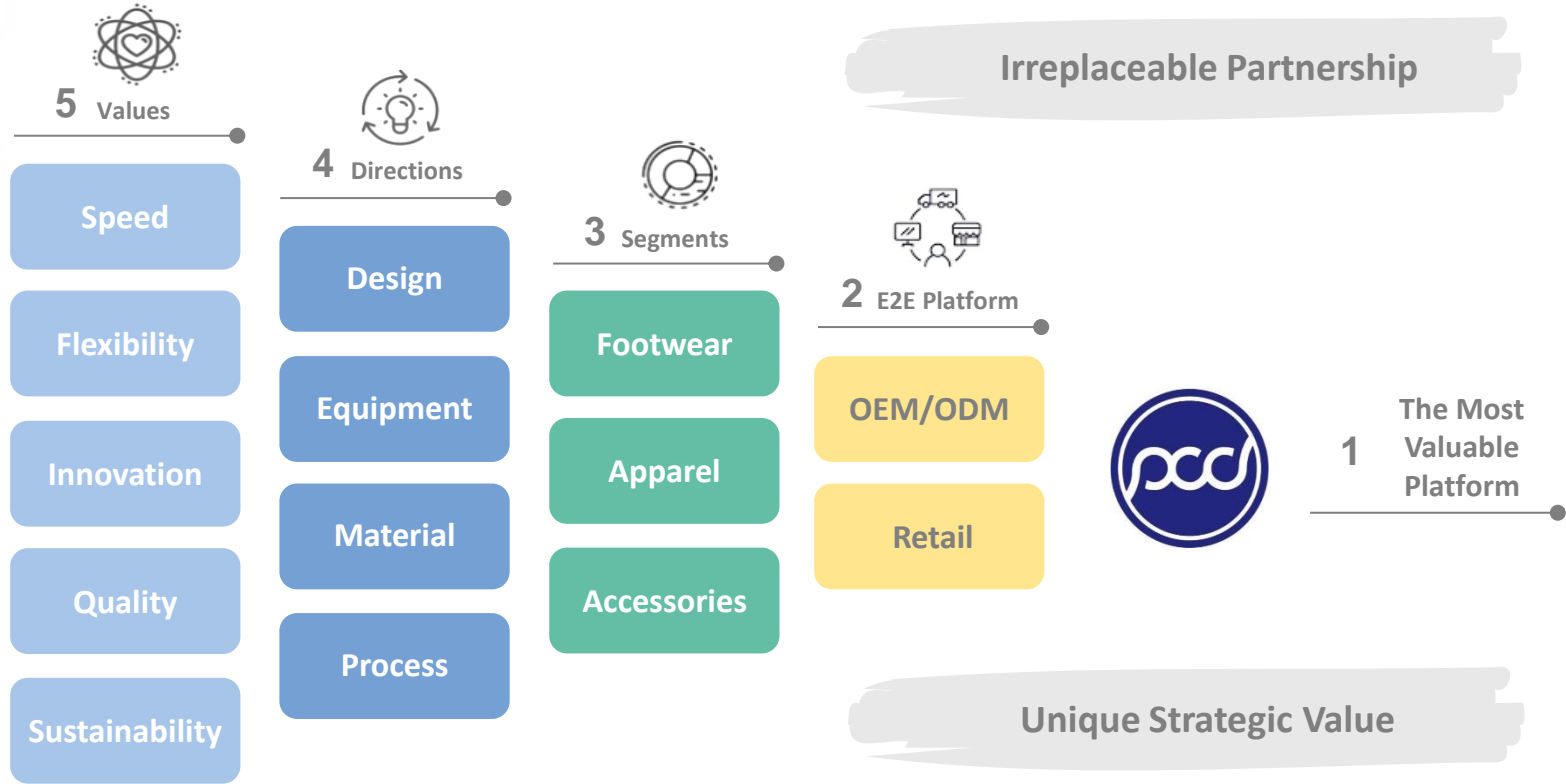 5 Values
Speed
Flexibility
Innovation
Quality
Sustainability
4 Directions
Design
Equipment
Material
Process
3 Segments
Footwear
Apparel
Accessories
2 E2E Platform
OEM/ODM
Retail
Irreplaceable Partnership
pcc
1 The Most
Valuable
Platform
Unique Strategic Value